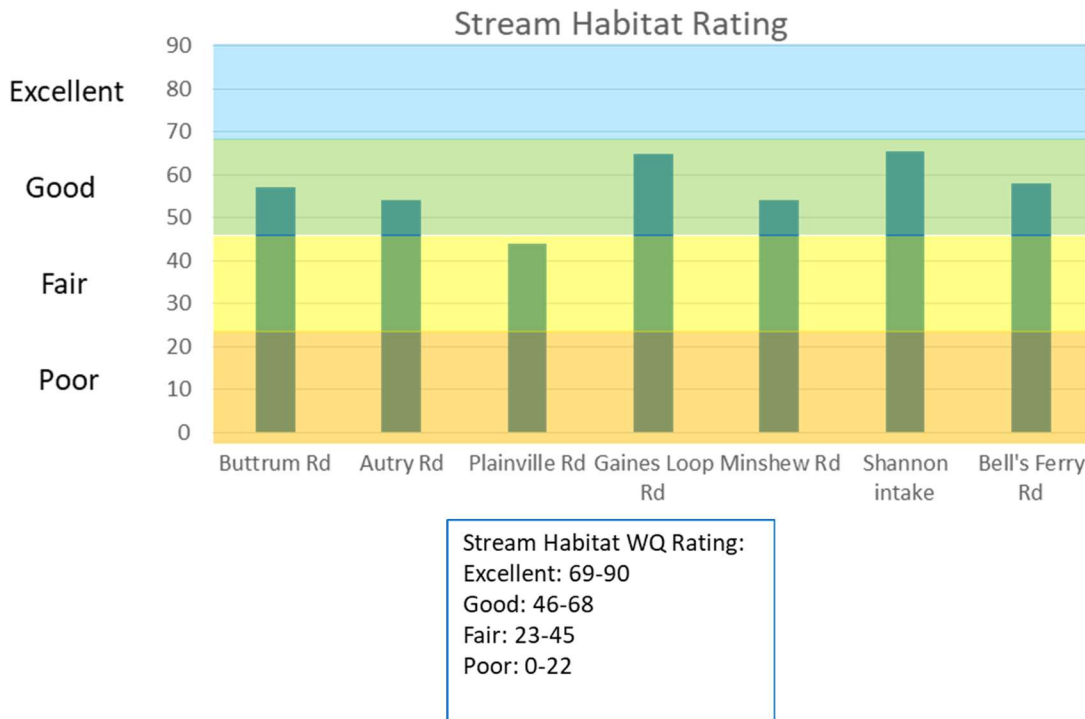 Stream Habitat Rating
90
80
70
60
50
40
30
20
10
0
Excellent
Good
Fair
Poor
Buttrum Rd
Autry Rd
Plainville Rd
Gaines Loop
Rd
Minshew Rd
Shannon
intake
Bell's Ferry
Rd
Stream Habitat WQ Rating:
Excellent: 69-90
Good: 46-68
Fair: 23-45
Poor: 0-22